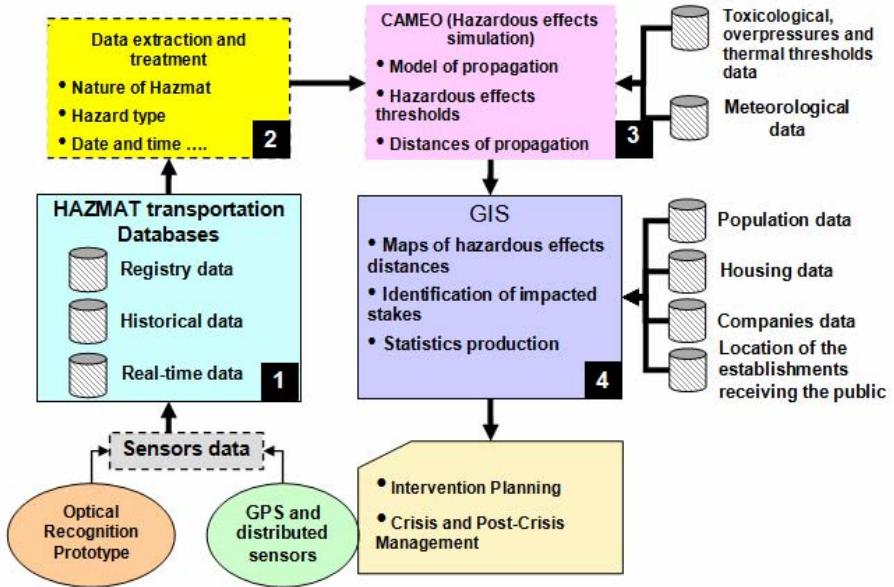 Data extraction and
treatment
• Nature of Hazmat
• Hazard type
• Date and time ....
2
CAMEO (Hazardous effects
simulation)
• Model of propagation
• Hazardous effects
thresholds
• Distances of propagation
3
Toxicological,
overpressures and
thermal thresholds
data
Meteorological
data
HAZMAT transportation
Databases
Registry data
Historical data
Real-time data
1
GIS
• Maps of hazardous effects
distances
• Identification of impacted
stakes
• Statistics production
4
Population data
Housing data
Companies data
Location of the
establishments
receiving the public
Sensors data
Optical
Recognition
Prototype
GPS and
distributed
sensors
• Intervention Planning
• Crisis and Post-Crisis
Management